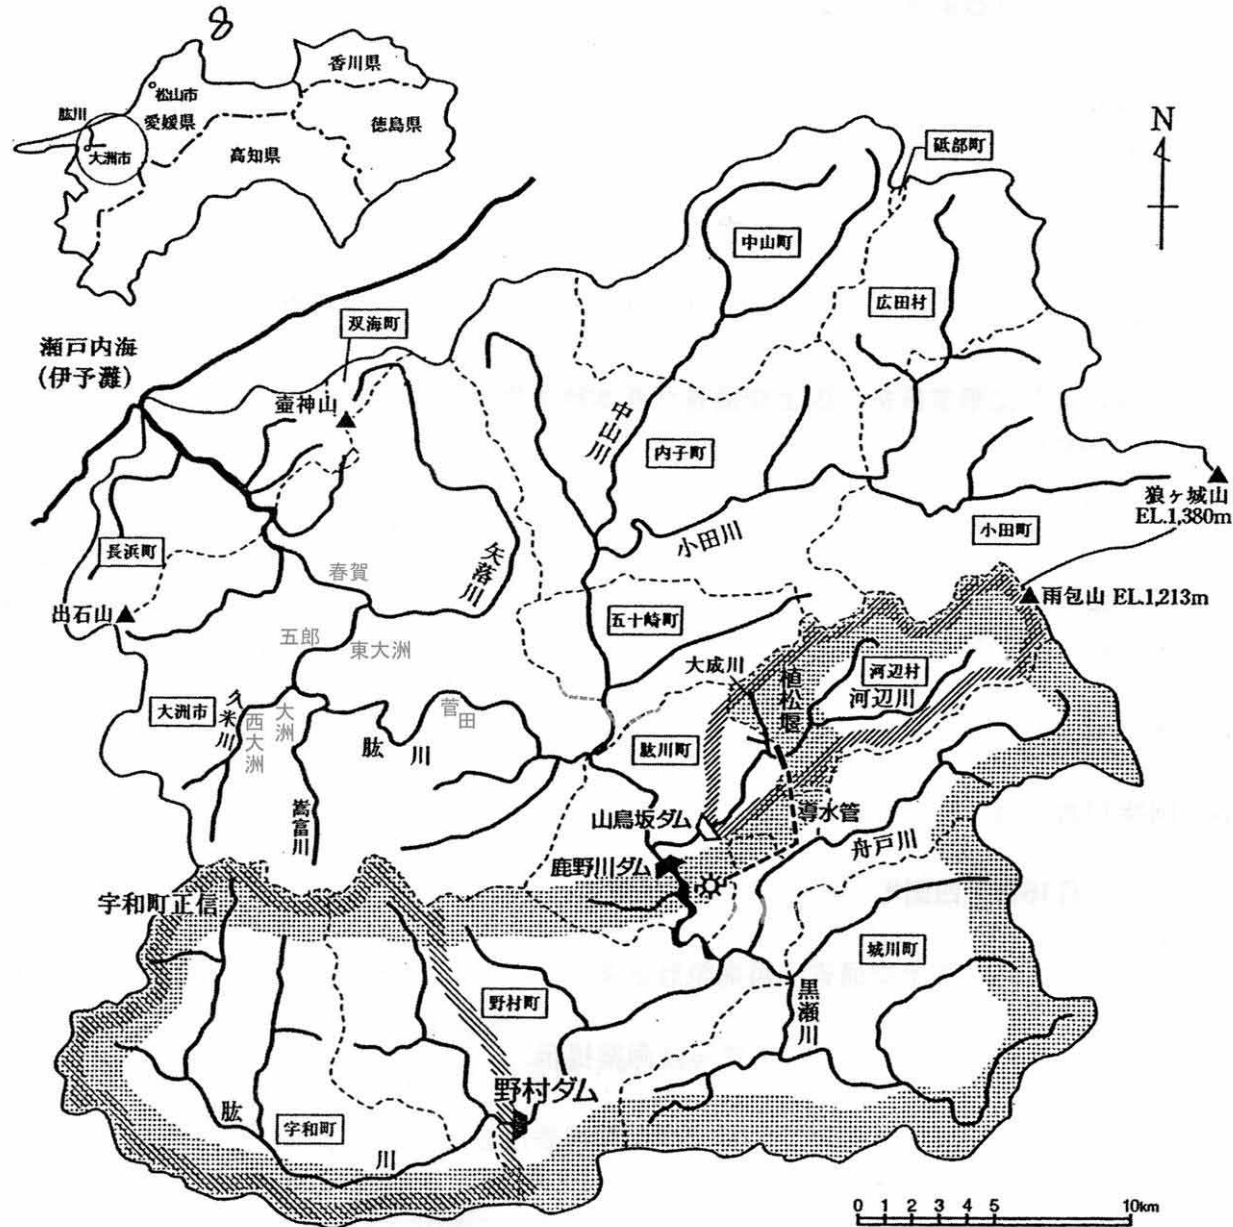 8
香川県
松山市
肱川
愛媛県
徳島県
大洲市
高知県
N
砥部町
中山町
広田村
双海町
瀬戸内海
(伊予灘)
壺神山
中山川
内子町
狼ヶ城山
EL.1,380m
小田川
小田町
長浜町
矢落川
春賀
出石山
雨包山 EL.1,213m
五十崎町
五郎
東大洲
大成川
植松堰
河辺村
河辺川
大洲市
久米川
西大洲
大洲
菅田
肱川
肱川町
嵩富川
山鳥坂ダム
導水管
舟戸川
鹿野川ダム
宇和町正信
城川町
野村町
黒瀬川
野村ダム
肱川
宇和町
0 1 2 3 4 5 10km